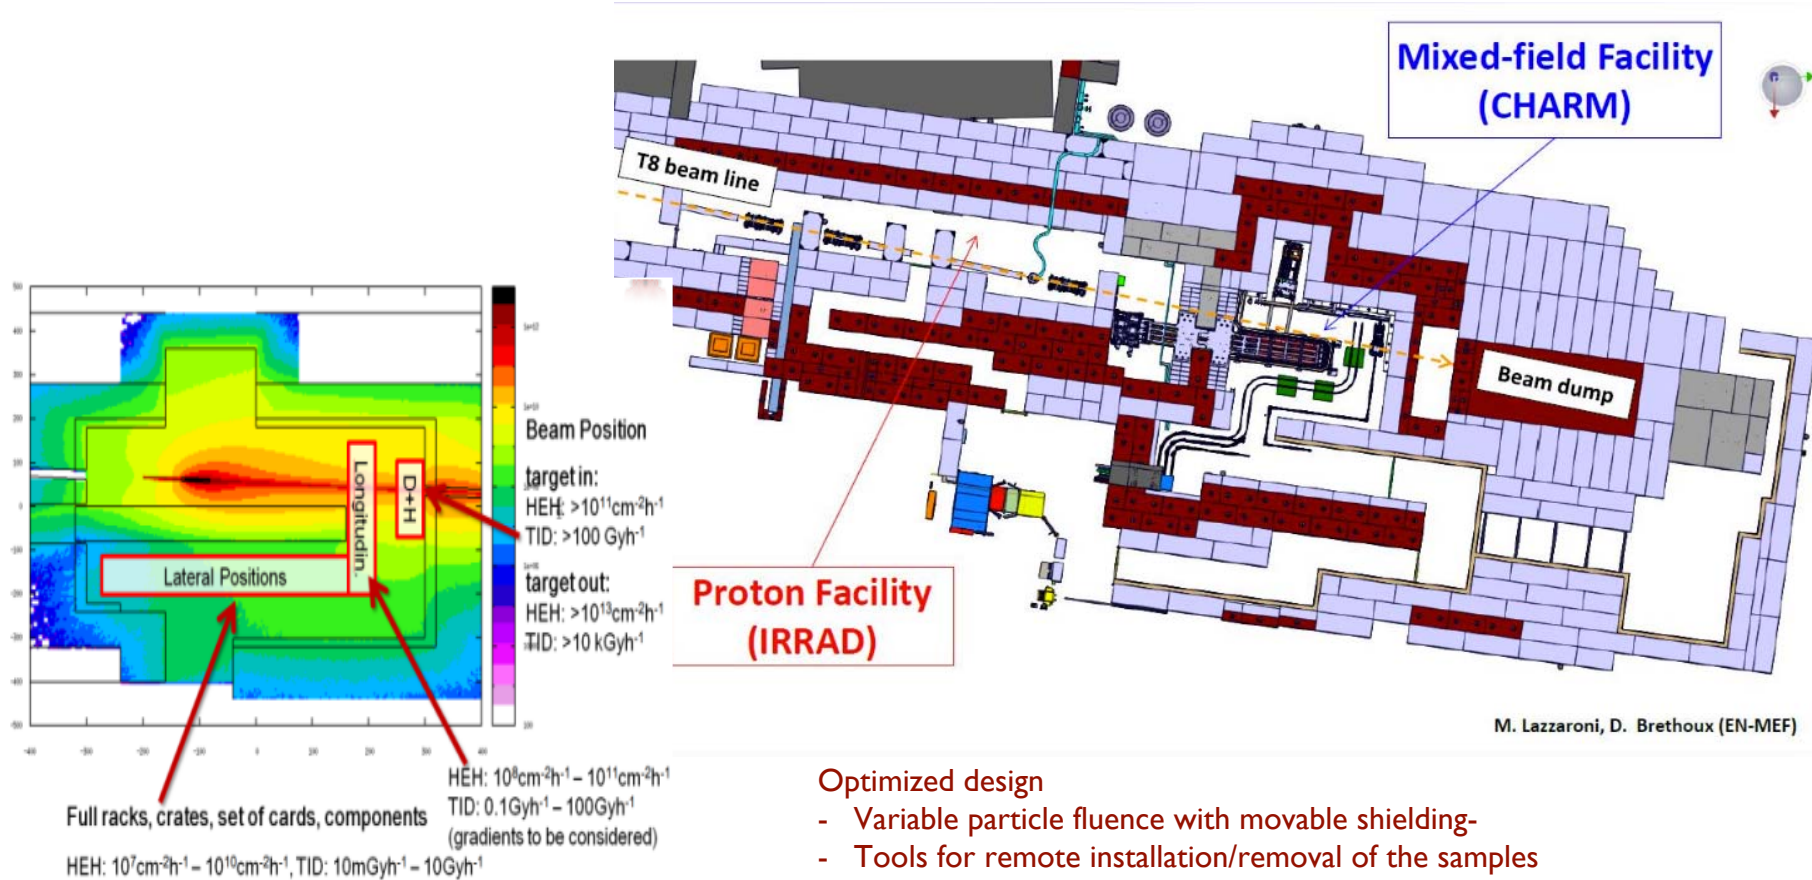 Mixed-field Facility
(CHARM)
T8 beam line
Beam dump
Proton Facility
(IRRAD)
M. Lazzaroni, D. Brethoux (EN-MEF)
Beam Position
target in:
HEH: >10¹¹cm⁻²h⁻¹
TID: >100 Gyh⁻¹
target out:
HEH: >10¹³cm⁻²h⁻¹
TID: >10 kGyh⁻¹
Longitudin.
D+H
Lateral Positions
-400
0
400
HEH: 10⁸cm⁻²h⁻¹ – 10¹¹cm⁻²h⁻¹
TID: 0.1Gyh⁻¹ – 100Gyh⁻¹
(gradients to be considered)
Full racks, crates, set of cards, components
HEH: 10⁷cm⁻²h⁻¹ – 10¹⁰cm⁻²h⁻¹, TID: 10mGyh⁻¹ – 10Gyh⁻¹
Optimized design
- Variable particle fluence with movable shielding-
- Tools for remote installation/removal of the samples